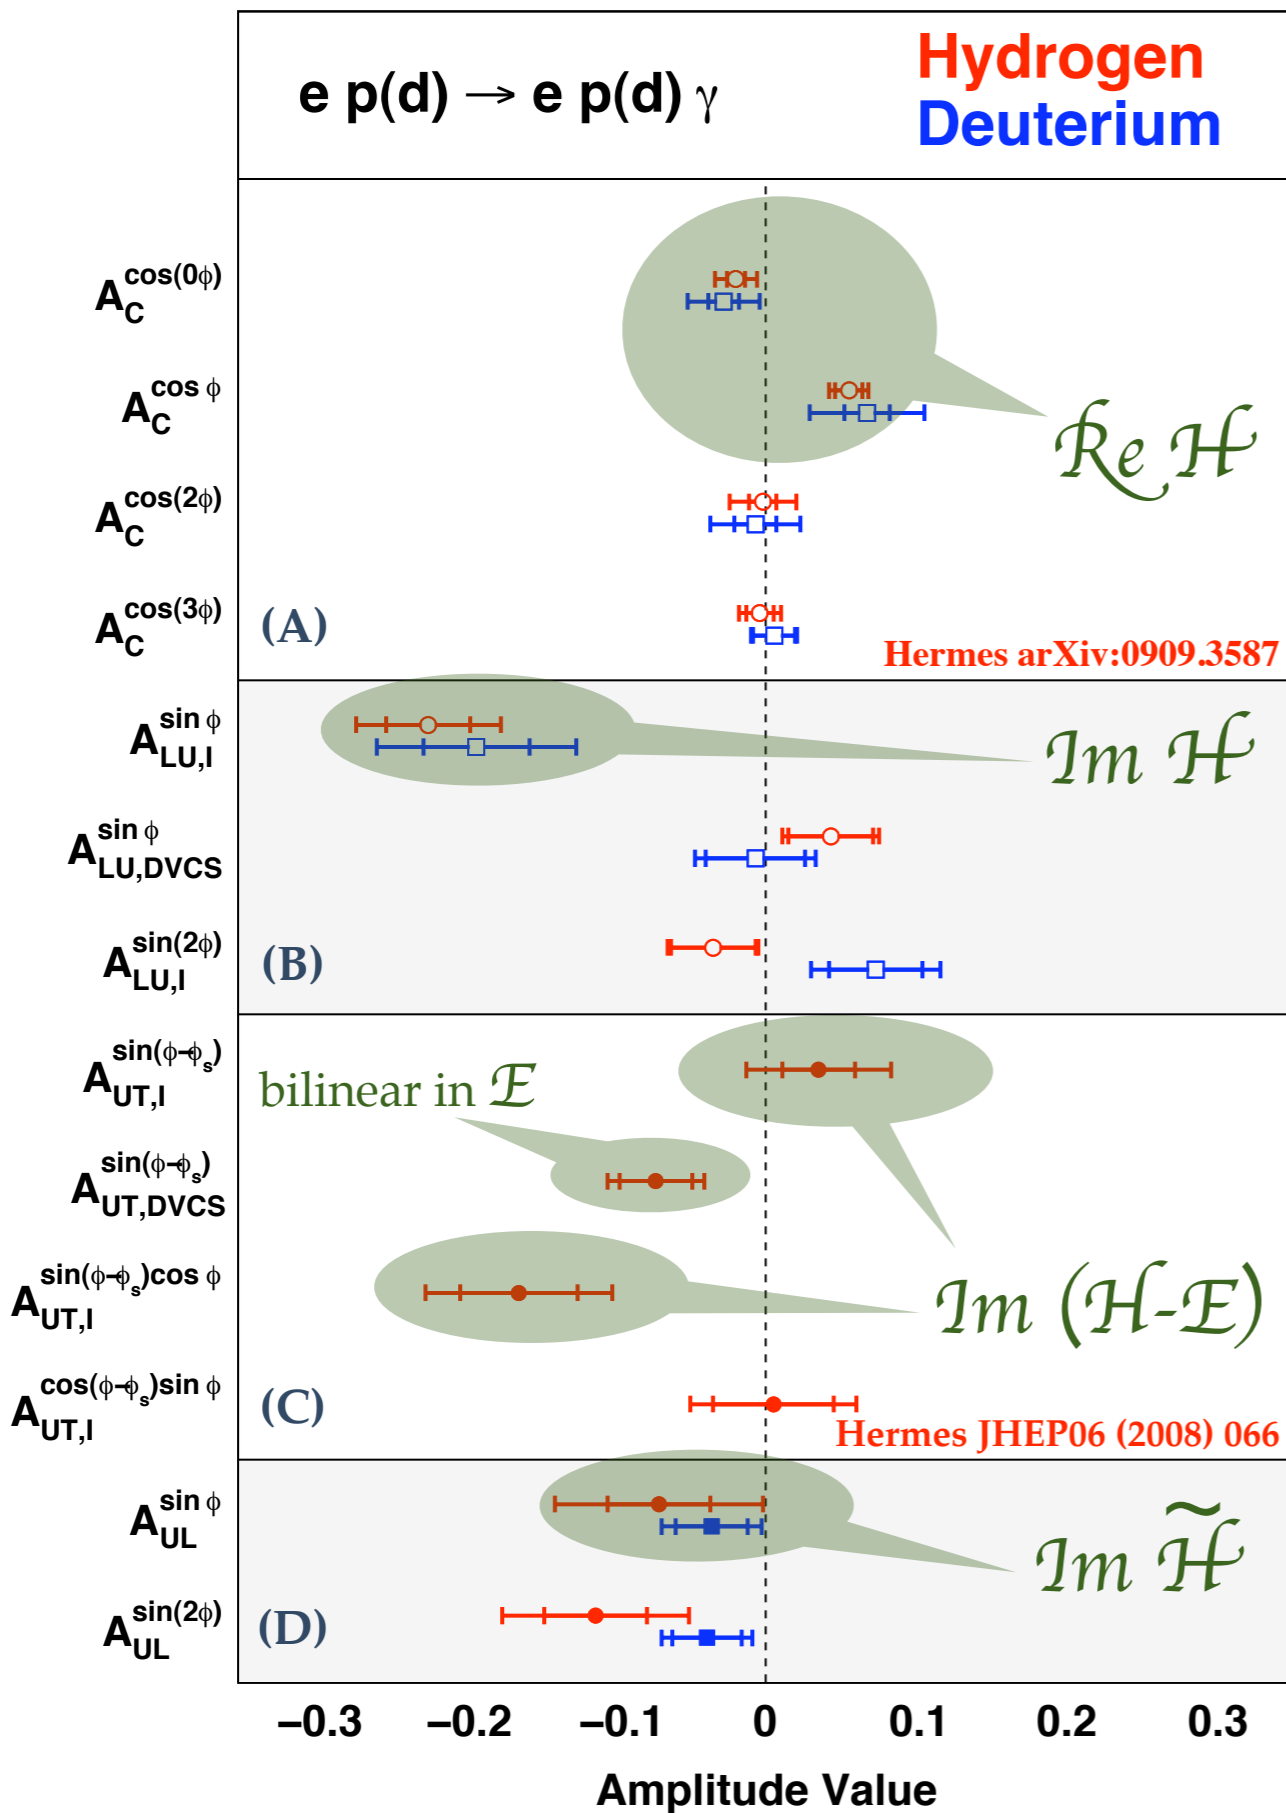 e p(d) → e p(d) γ
Hydrogen
Deuterium
A_C^cos(0ϕ)
A_C^cos ϕ
Re H
A_C^cos(2ϕ)
A_C^cos(3ϕ)
(A)
Hermes arXiv:0909.3587
A_LU,I^sin ϕ
Im H
A_LU,DVCS^sin ϕ
A_LU,I^sin(2ϕ)
(B)
A_UT,I^sin(ϕ−ϕ_s)
bilinear in E
A_UT,DVCS^sin(ϕ−ϕ_s)
A_UT,I^sin(ϕ−ϕ_s)cos ϕ
Im (H-E)
A_UT,I^cos(ϕ−ϕ_s)sin ϕ
(C)
Hermes JHEP06 (2008) 066
A_UL^sin ϕ
Im H̃
A_UL^sin(2ϕ)
(D)
−0.3 −0.2 −0.1 0 0.1 0.2 0.3
Amplitude Value